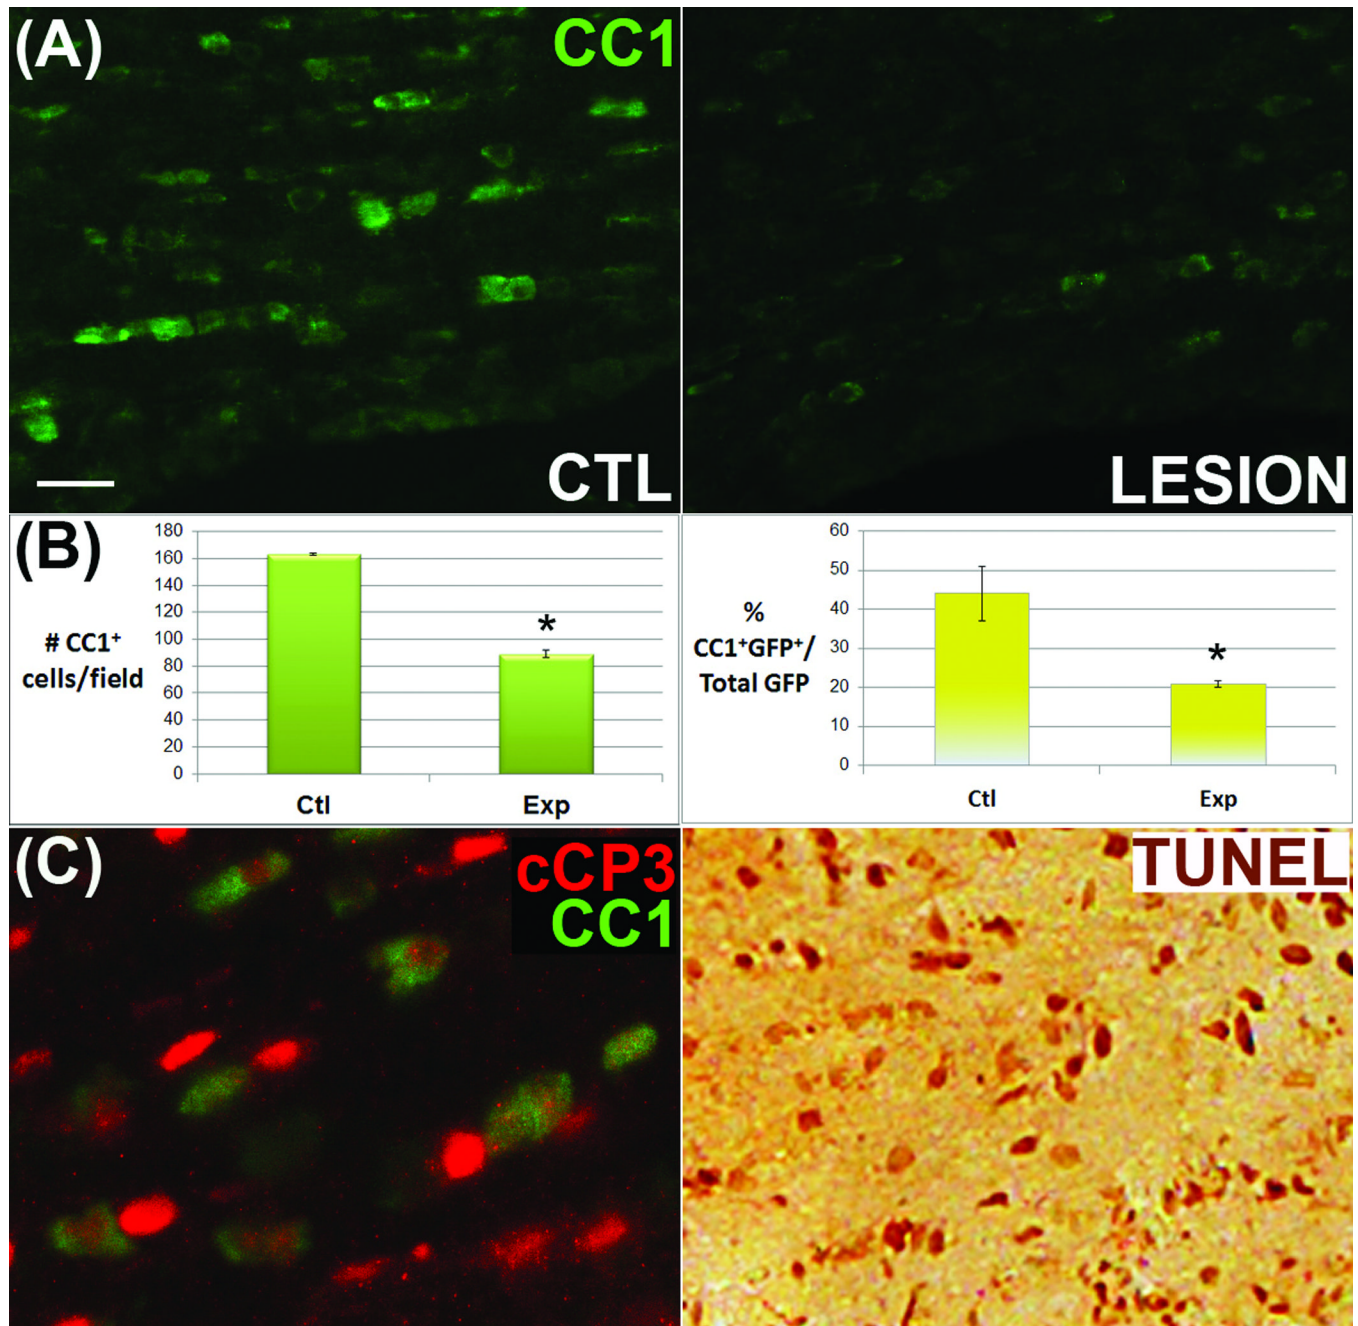 (A)
CC1
CTL
LESION
(B)
180
160
140
120
100
80
60
40
20
0
# CC1⁺
cells/field
*
Ctl
Exp
60
50
40
30
20
10
0
%
CC1⁺GFP⁺/
Total GFP
*
Ctl
Exp
(C)
cCP3
CC1
TUNEL